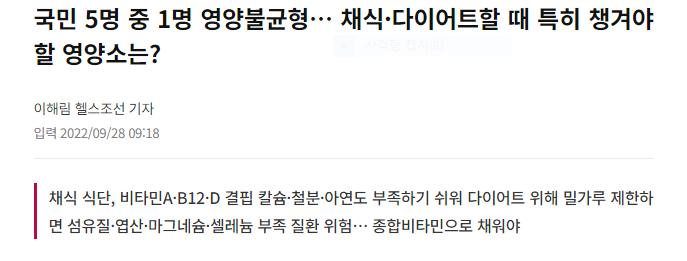 국민 5명 중 1명 영양불균형… 채식·다이어트할 때 특히 챙겨야
할 영양소는?
이해림 헬스조선 기자
입력 2022/09/28 09:18
채식 식단, 비타민A·B12·D 결핍 칼슘·철분·아연도 부족하기 쉬워 다이어트 위해 밀가루 제한하
면 섬유질·엽산·마그네슘·셀레늄 부족 질환 위험… 종합비타민으로 채워야